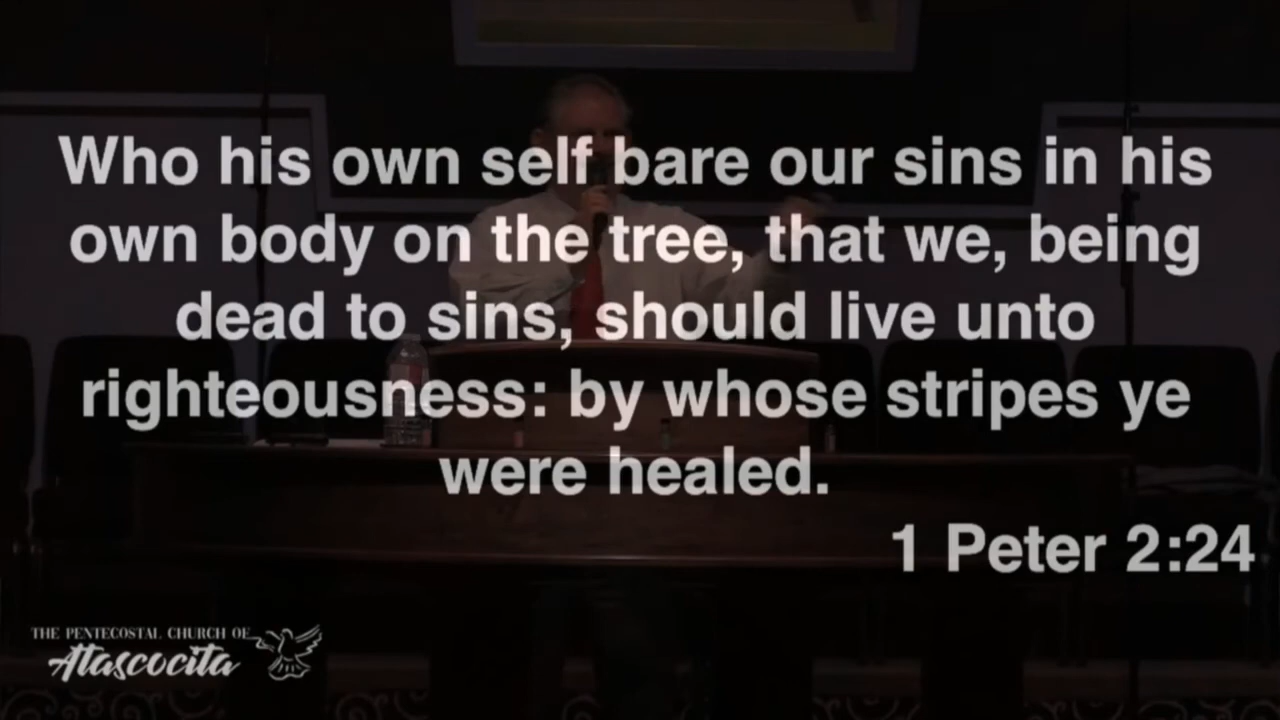 Who his own self bare our sins in his
own body on the tree, that we, being
dead to sins, should live unto
righteousness: by whose stripes ye
were healed.
1 Peter 2:24
THE PENTECOSTAL CHURCH OF
Atascocita